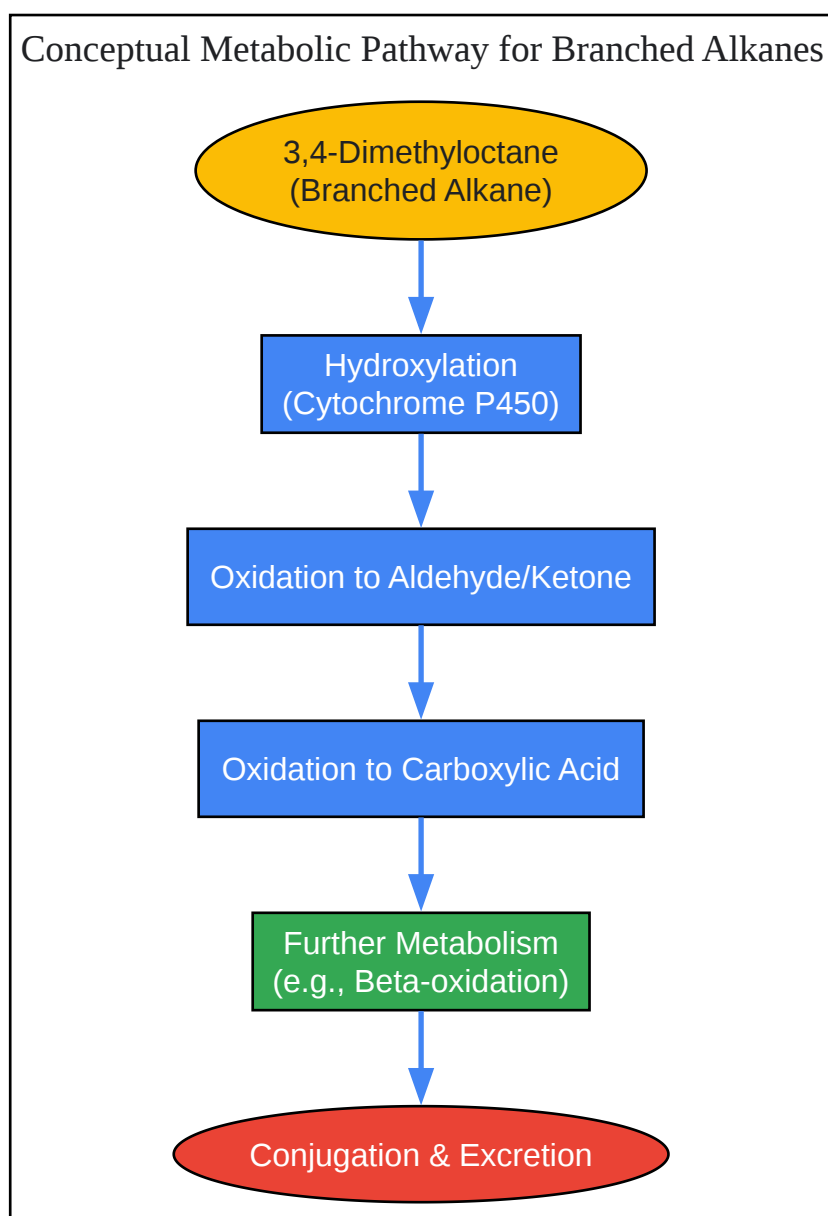 Conceptual Metabolic Pathway for Branched Alkanes
3,4-Dimethyloctane
(Branched Alkane)
Hydroxylation
(Cytochrome P450)
Oxidation to Aldehyde/Ketone
Oxidation to Carboxylic Acid
Further Metabolism
(e.g., Beta-oxidation)
Conjugation & Excretion